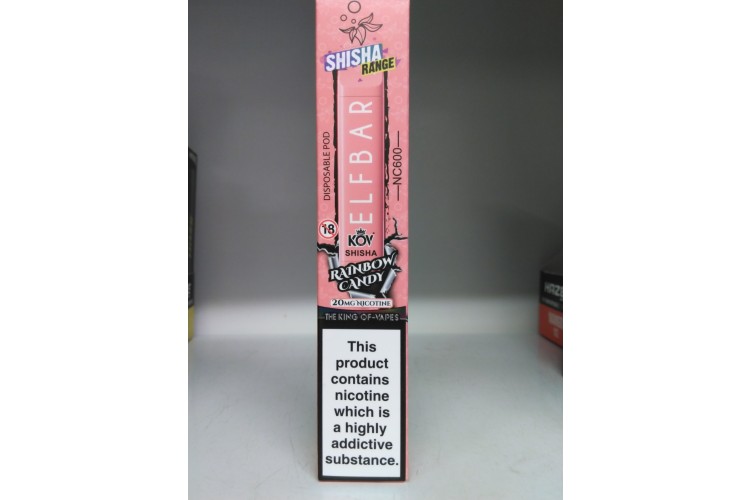 SHISHA
RANGE
DISPOSABLE POD
ELFBAR
NC600
18
KOV
SHISHA
RAINBOW
CANDY
20MG NICOTINE
THE KING OF VAPES
This
product
contains
nicotine
which is
a highly
addictive
substance.